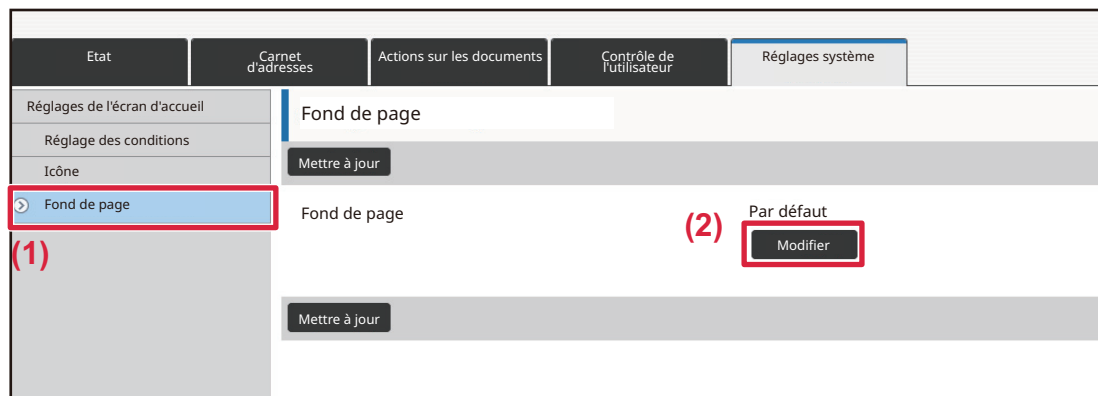 Etat
Carnet
d'adresses
Actions sur les documents
Contrôle de
l'utilisateur
Réglages système
Réglages de l'écran d'accueil
Réglage des conditions
Icône
Fond de page
(1)
Fond de page
Mettre à jour
Fond de page
Par défaut
(2)
Modifier
Mettre à jour